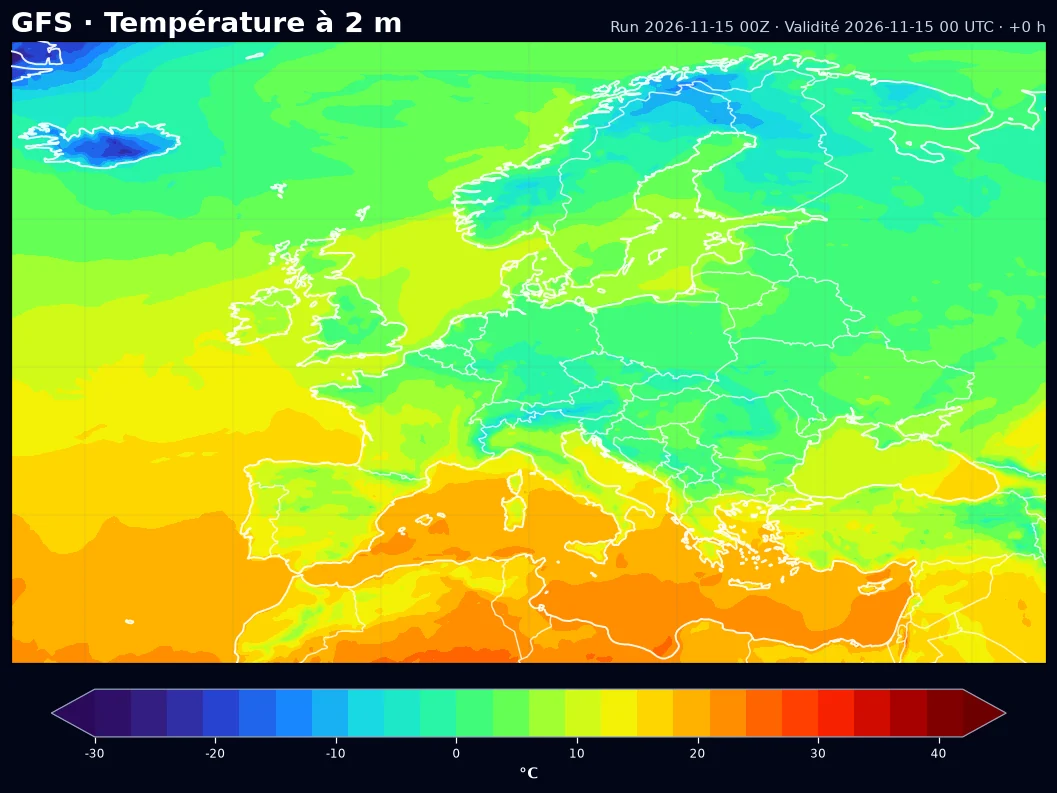 GFS · Température à 2 m
Run 2026-11-15 00Z · Validité 2026-11-15 00 UTC · +0 h
-30 -20 -10 0 10 20 30 40
°C